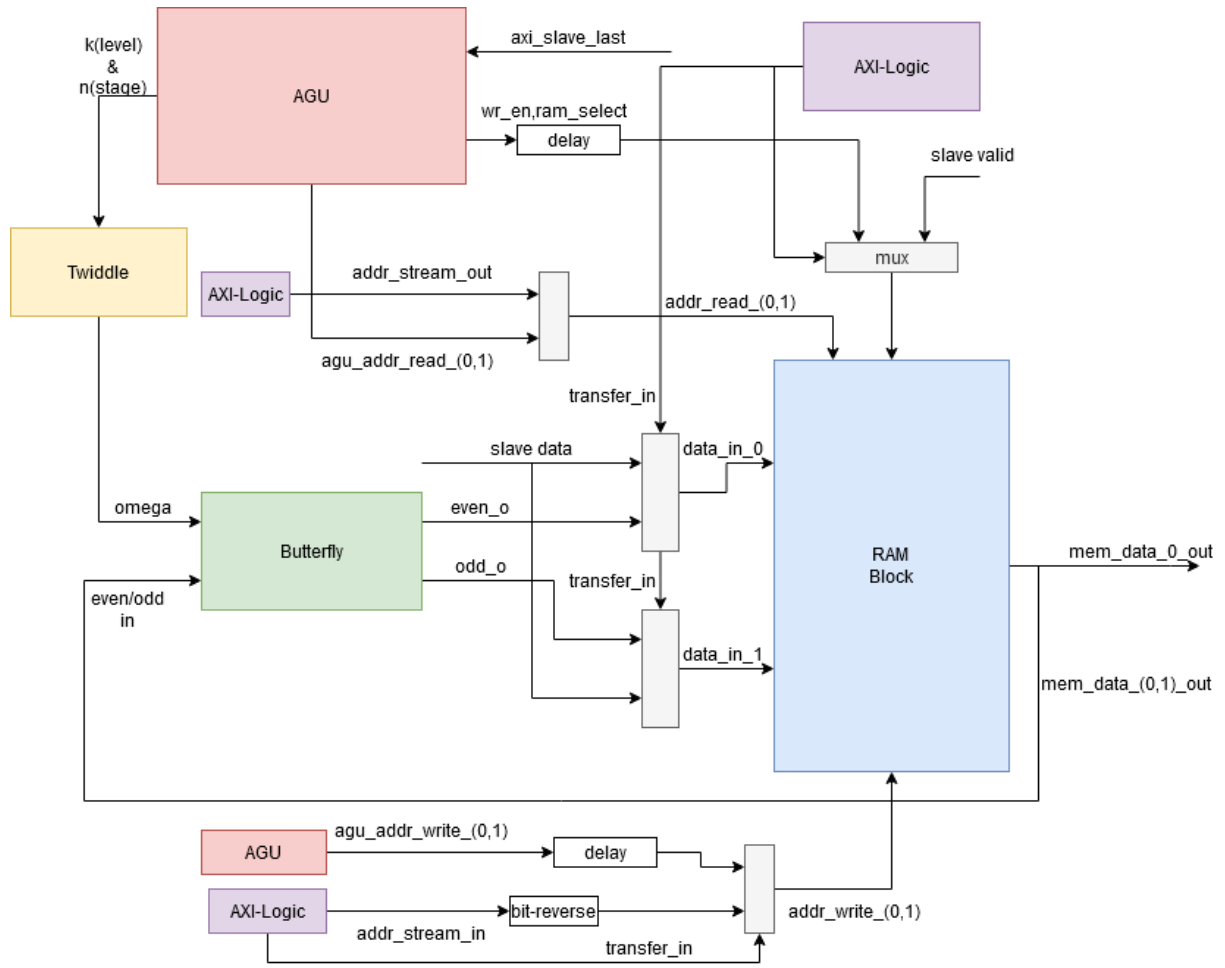 k(level)
&
n(stage)
AGU
axi_slave_last
AXI-Logic
wr_en,ram_select
delay
slave valid
mux
Twiddle
AXI-Logic
addr_stream_out
agu_addr_read_(0,1)
addr_read_(0,1)
transfer_in
slave data
data_in_0
omega
Butterfly
even_o
odd_o
transfer_in
RAM
Block
mem_data_0_out
even/odd
in
data_in_1
mem_data_(0,1)_out
AGU
agu_addr_write_(0,1)
delay
AXI-Logic
addr_stream_in
bit-reverse
addr_write_(0,1)
transfer_in